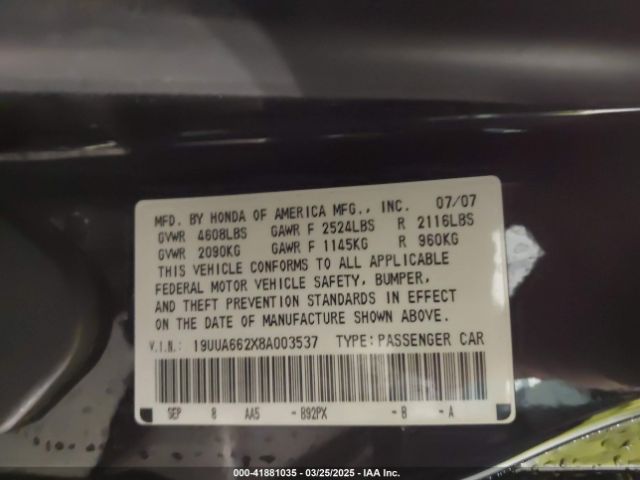 MFD. BY HONDA OF AMERICA MFG., INC. 07/07
GVWR 4608LBS GAWR F 2524LBS R 2116LBS
GVWR 2090KG GAWR F 1145KG R 960KG
THIS VEHICLE CONFORMS TO ALL APPLICABLE
FEDERAL MOTOR VEHICLE SAFETY, BUMPER,
AND THEFT PREVENTION STANDARDS IN EFFECT
ON THE DATE OF MANUFACTURE SHOWN ABOVE.
V.I.N.: 19UUA662X8A003537 TYPE:PASSENGER CAR
SEP 8 AA5 -B92PX -B -A
000-41881035 - 03/25/2025 - IAA Inc.